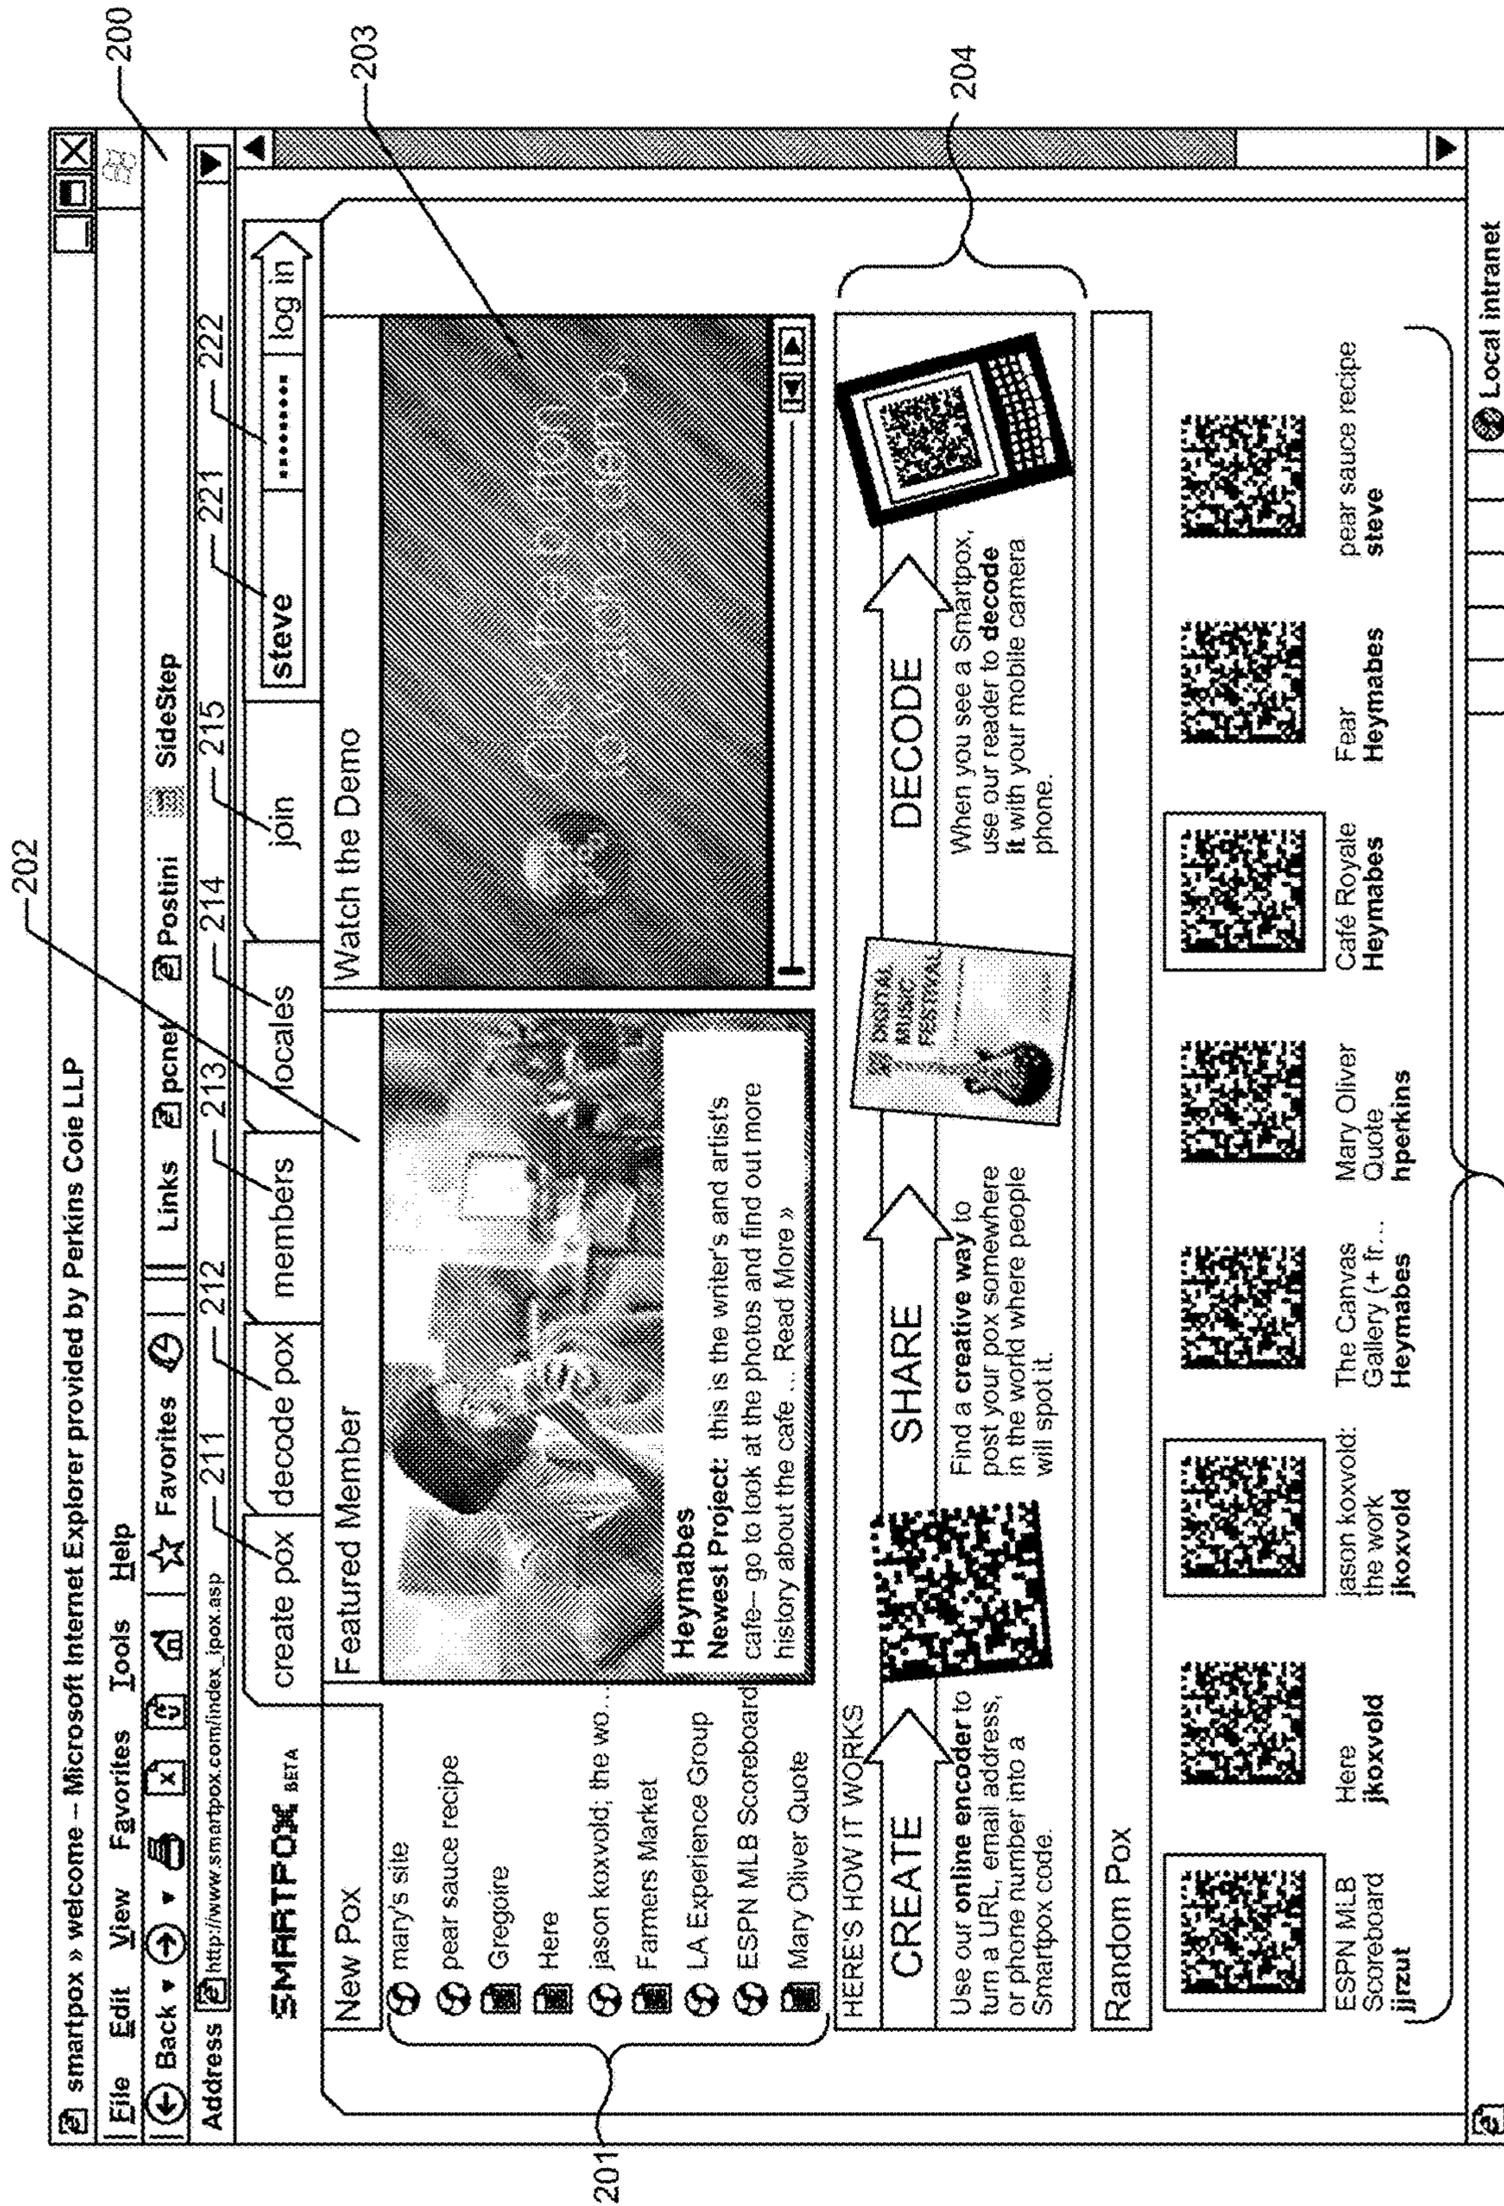 200
smartpox » welcome – Microsoft Internet Explorer provided by Perkins Coie LLP
File Edit View Favorites Tools Help
Back Favorites Links pcnet Postini SideStep
Address http://www.smartpox.com/index_ipox.asp
211 212 213 214 215 221 222
202
203
SMARTPOX BETA
create pox decode pox members locales join steve ········ log in
New Pox
mary's site
pear sauce recipe
Gregoire
Here
jason koxvold; the wo...
Farmers Market
LA Experience Group
ESPN MLB Scoreboard
Mary Oliver Quote
201
Featured Member
Heymabes
Newest Project: this is the writer's and artist's
cafe-- go to look at the photos and find out more
history about the cafe ... Read More »
Watch the Demo
204
HERE'S HOW IT WORKS
CREATE
Use our online encoder to
turn a URL, email address,
or phone number into a
Smartpox code.
SHARE
Find a creative way to
post your pox somewhere
in the world where people
will spot it.
DIGITAL
MUSIC
FESTIVAL
DECODE
When you see a Smartpox,
use our reader to decode
it with your mobile camera
phone.
Random Pox
ESPN MLB
Scoreboard
jjrzut
Here
jkoxvold
jason koxvold:
the work
jkoxvold
The Canvas
Gallery (+ fr...
Heymabes
Mary Oliver
Quote
hperkins
Café Royale
Heymabes
Fear
Heymabes
pear sauce recipe
steve
Local intranet